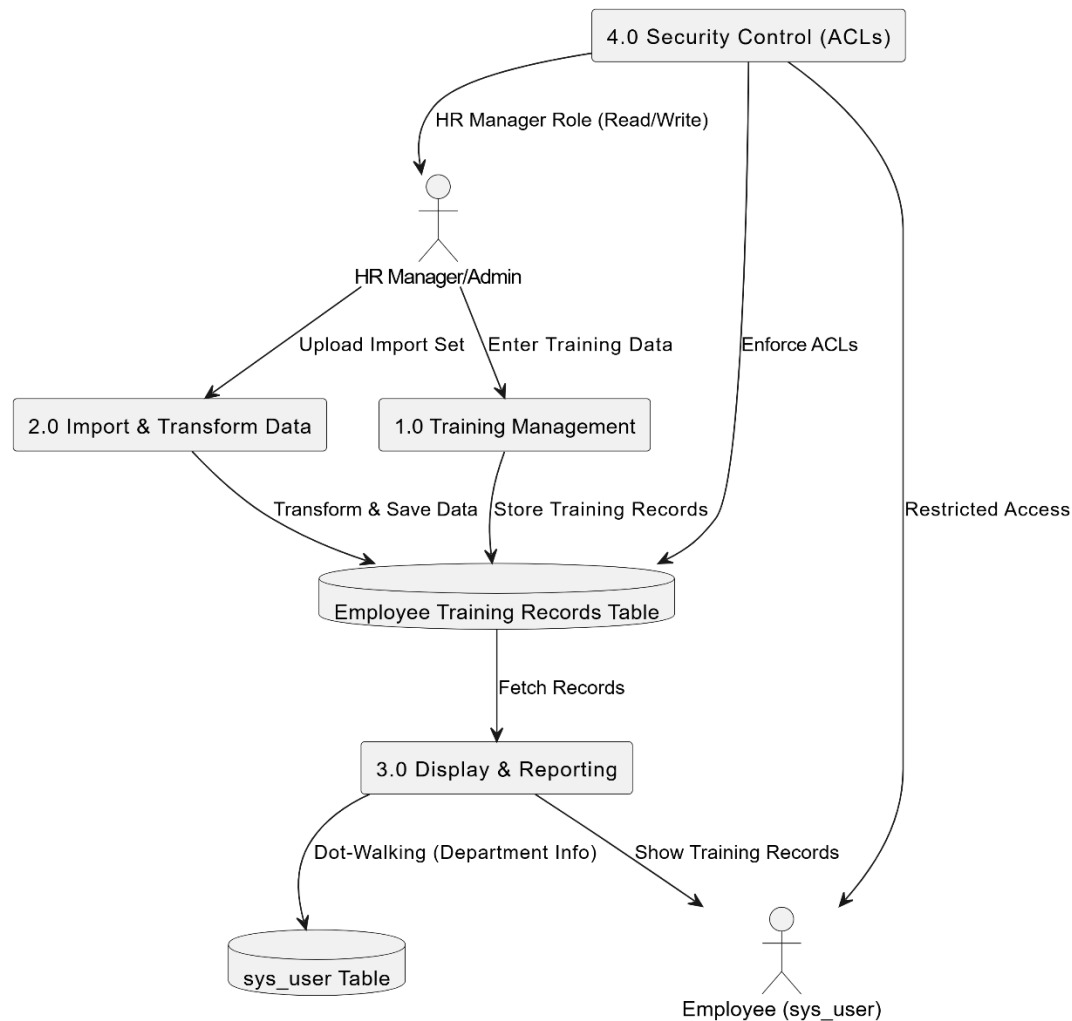 4.0 Security Control (ACLs)
HR Manager Role (Read/Write)
HR Manager/Admin
Upload Import Set
Enter Training Data
Enforce ACLs
2.0 Import & Transform Data
1.0 Training Management
Transform & Save Data
Store Training Records
Restricted Access
Employee Training Records Table
Fetch Records
3.0 Display & Reporting
Dot-Walking (Department Info)
Show Training Records
sys_user Table
Employee (sys_user)